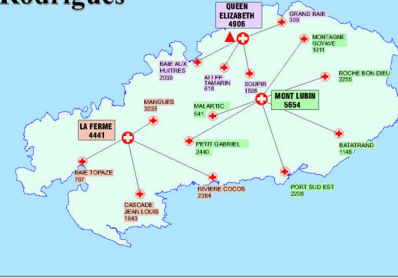 Rodrigues
QUEEN
ELIZABETH
4906
GRAND BAIE
309
MONTAGNE
GOYAVE
1011
BAIE AUX
HUITRES
2039
ALLEE
TAMARIN
618
SOUPIR
1508
ROCHE BON DIEU
2255
MONT LUBIN
5654
MANGUES
3035
MALARTIC
541
LA FERME
4441
PETIT GABRIEL
2440
BATATRAND
1148
BAIE TOPAZE
767
RIVIERE COCOS
2384
PORT SUD EST
2206
CASCADE
JEAN LOUIS
1843